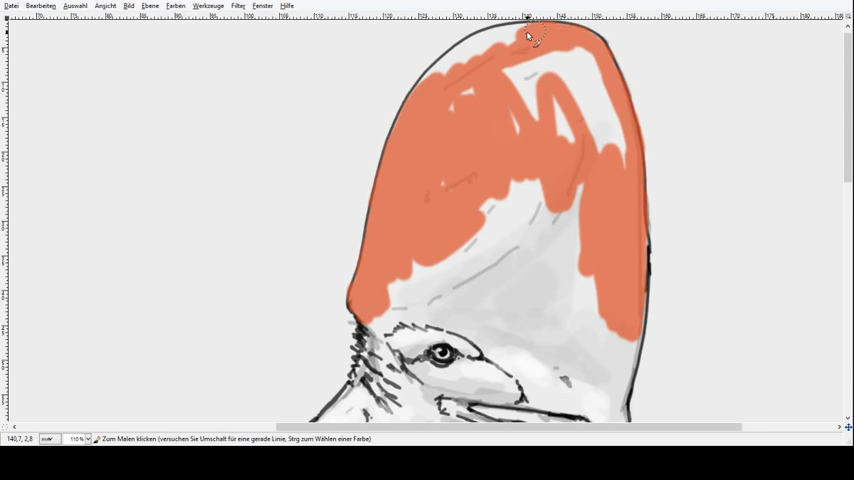 Datei Bearbeiten Auswahl Ansicht Bild Ebene Farben Werkzeuge Filter Fenster Hilfe
140,7, 2,8 mm 110 % Zum Malen klicken (versuchen Sie Umschalt für eine gerade Linie, Strg zum Wählen einer Farbe)